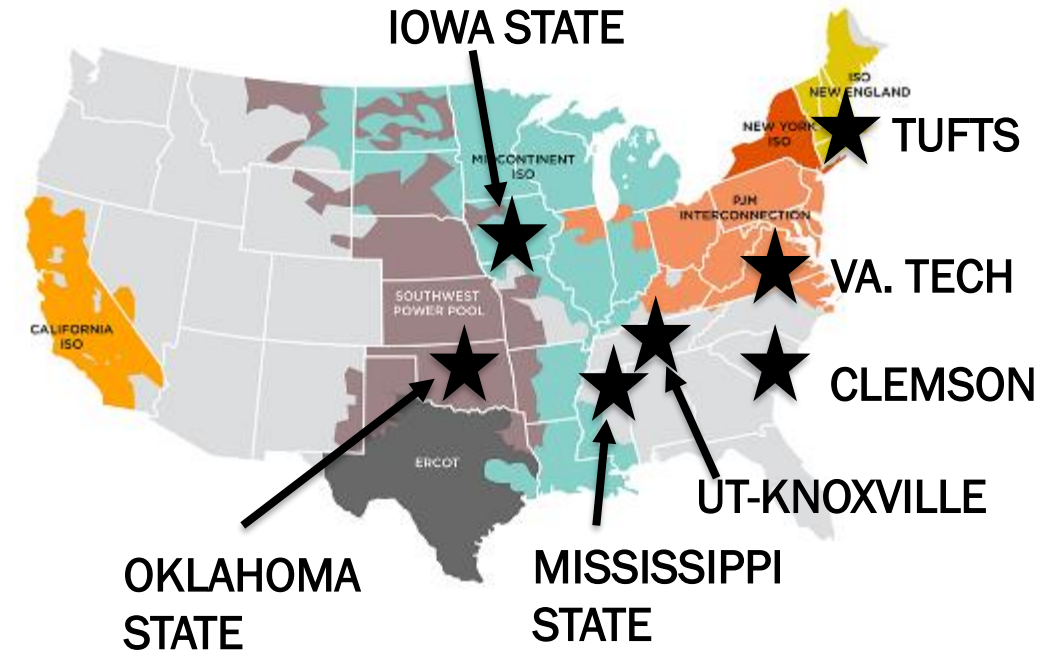 IOWA STATE
ISO
NEW ENGLAND
NEW YORK
ISO
TUFTS
MIDCONTINENT
ISO
PJM
INTERCONNECTION
VA. TECH
SOUTHWEST
POWER POOL
CALIFORNIA
ISO
CLEMSON
ERCOT
UT-KNOXVILLE
OKLAHOMA
STATE
MISSISSIPPI
STATE